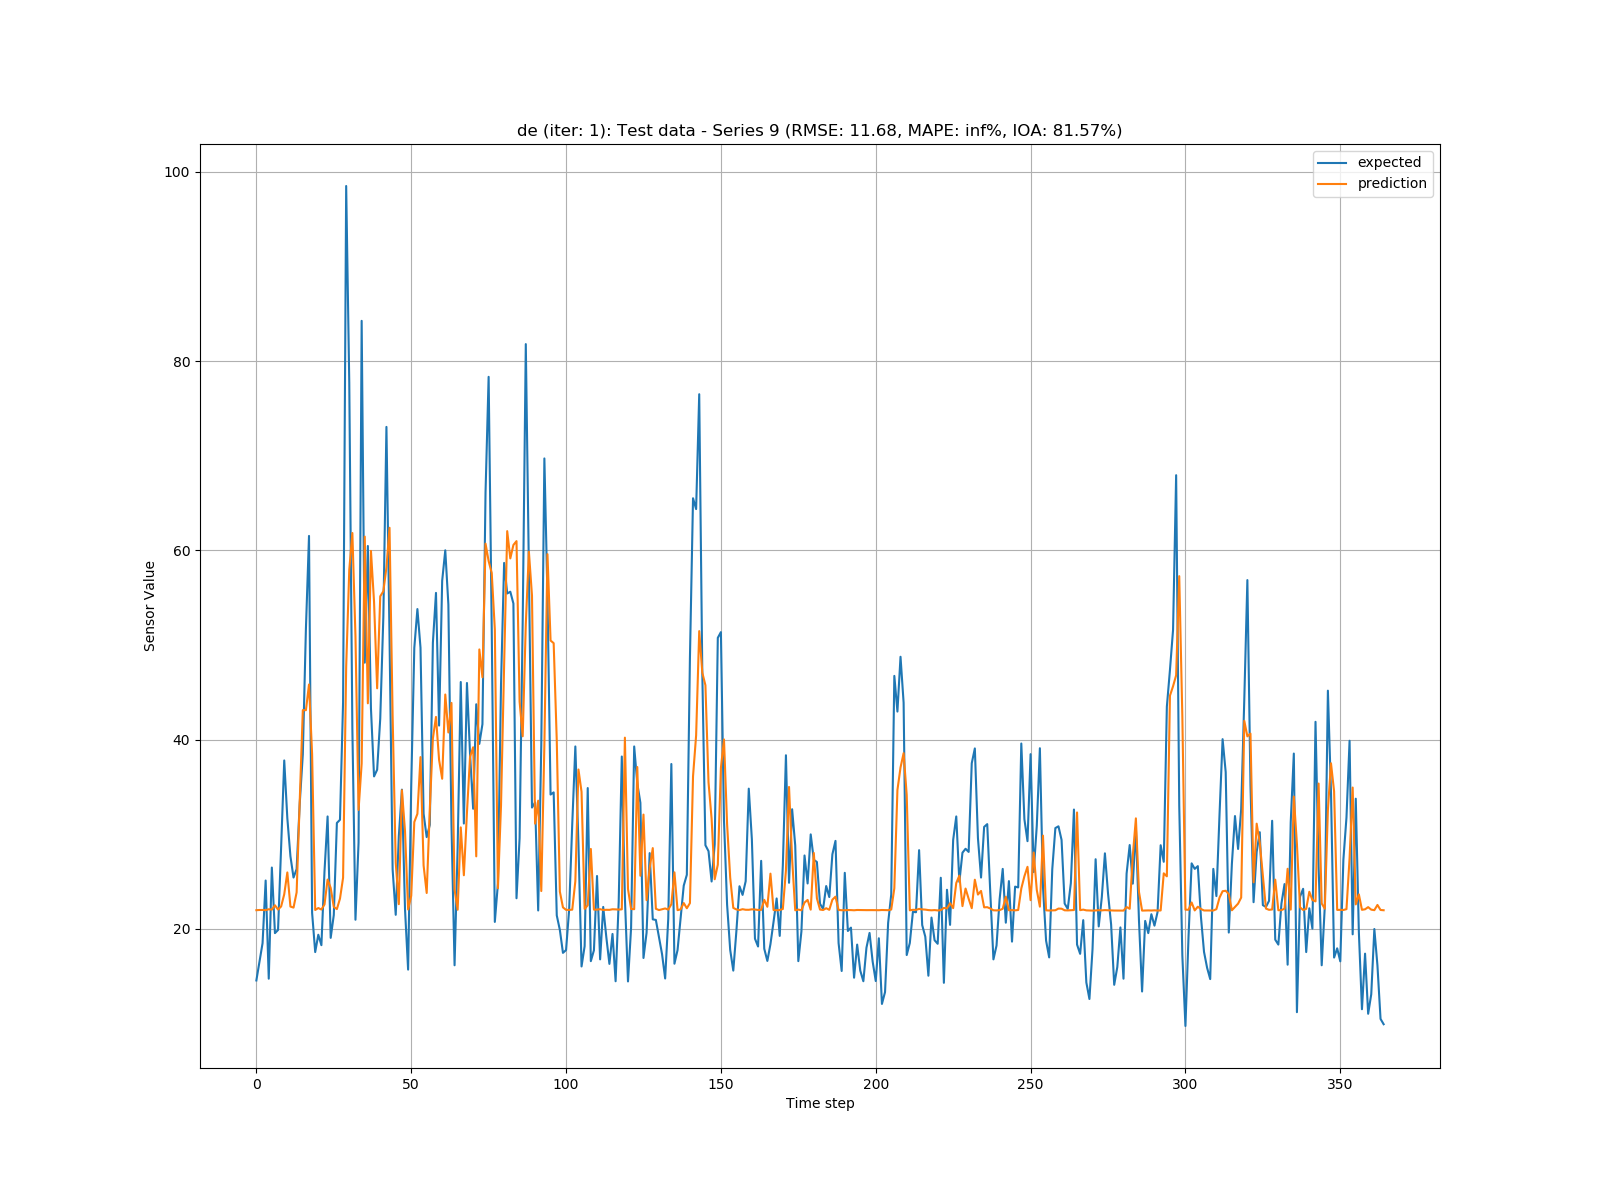 de (iter: 1): Test data - Series 9 (RMSE: 11.68, MAPE: inf%, IOA: 81.57%)
expected
prediction
100
80
60
40
20
Sensor Value
0 50 100 150 200 250 300 350
Time step